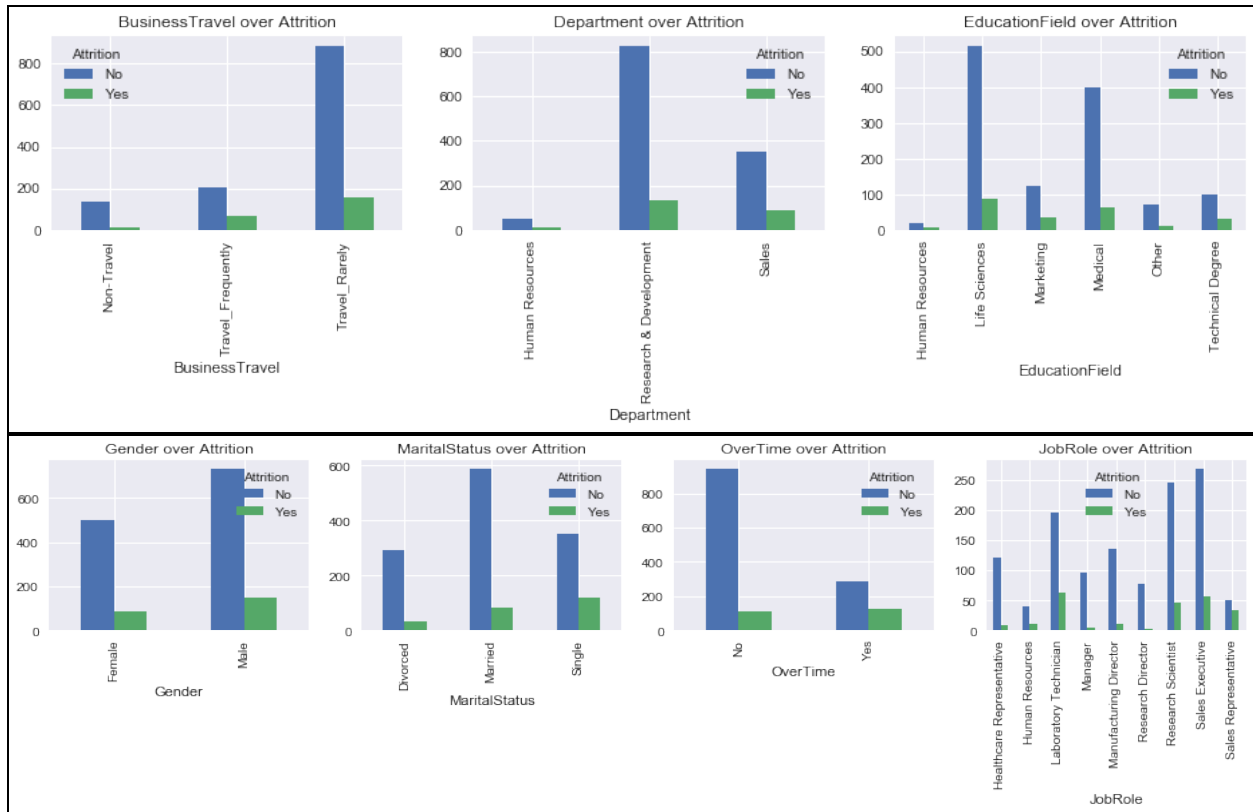 BusinessTravel over Attrition
Attrition
No
Yes
800
600
400
200
0
Non-Travel
Travel_Frequently
Travel_Rarely
BusinessTravel
Department over Attrition
Attrition
No
Yes
800
600
400
200
0
Human Resources
Research & Development
Sales
Department
EducationField over Attrition
Attrition
No
Yes
500
400
300
200
100
0
Human Resources
Life Sciences
Marketing
Medical
Other
Technical Degree
EducationField
Gender over Attrition
Attrition
No
Yes
600
400
200
0
Female
Male
Gender
MaritalStatus over Attrition
Attrition
No
Yes
600
400
200
0
Divorced
Married
Single
MaritalStatus
OverTime over Attrition
Attrition
No
Yes
800
600
400
200
0
No
Yes
OverTime
JobRole over Attrition
Attrition
No
Yes
250
200
150
100
50
0
Healthcare Representative
Human Resources
Laboratory Technician
Manager
Manufacturing Director
Research Director
Research Scientist
Sales Executive
Sales Representative
JobRole